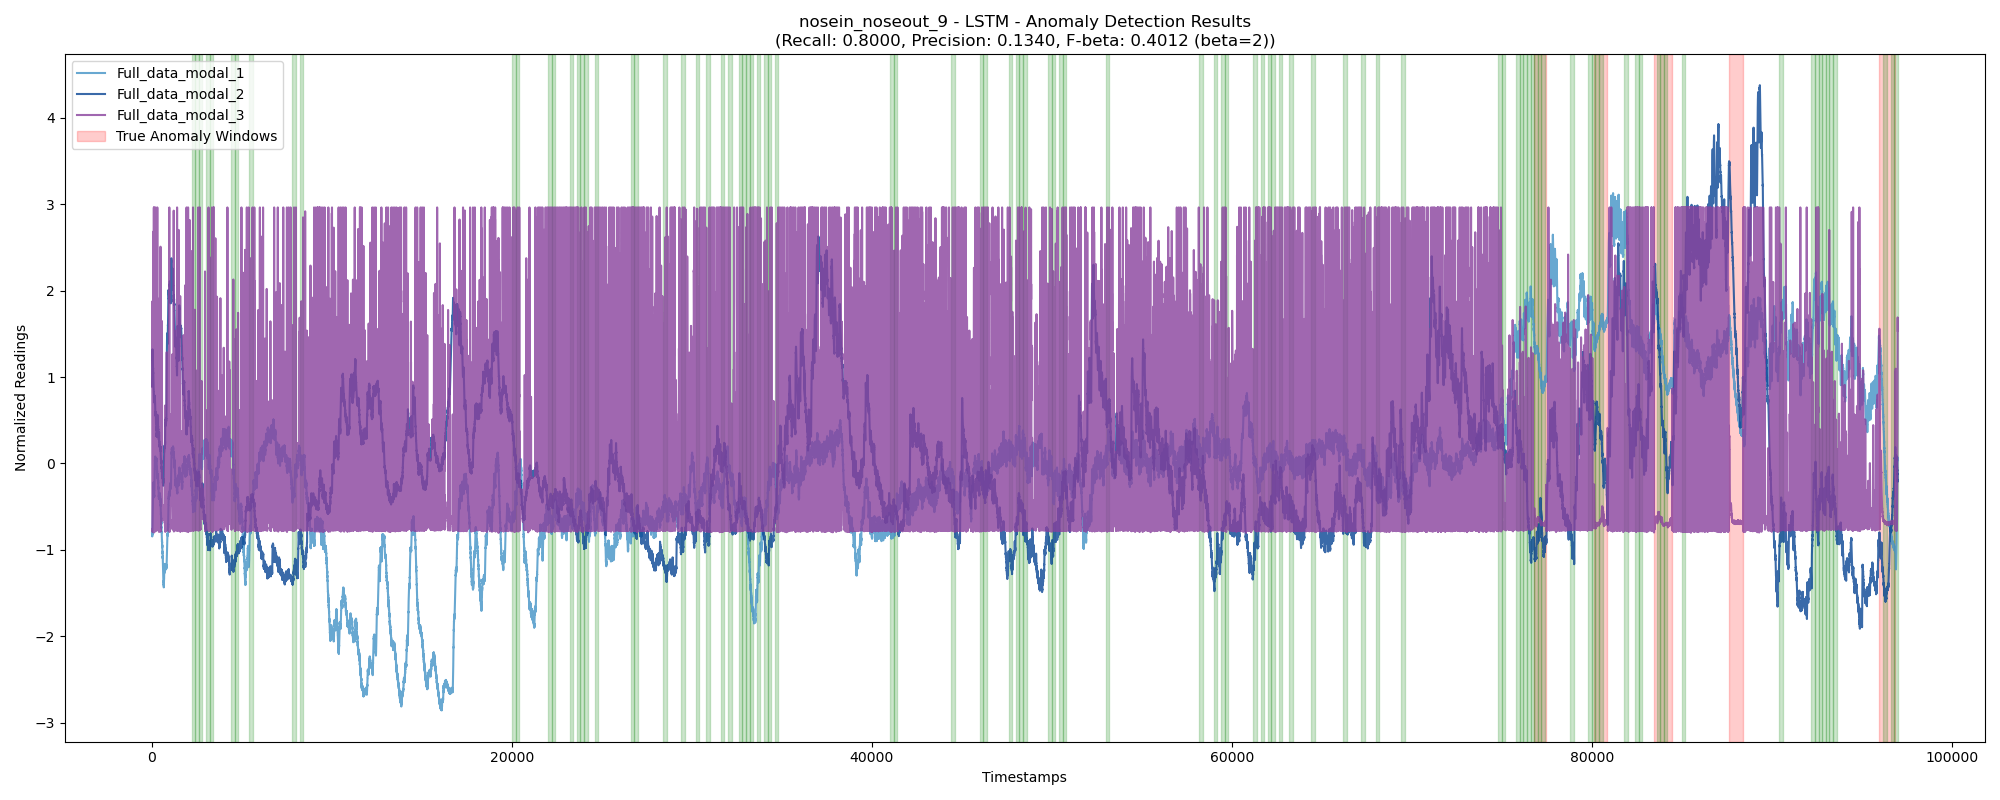 nosein_noseout_9 - LSTM - Anomaly Detection Results
(Recall: 0.8000, Precision: 0.1340, F-beta: 0.4012 (beta=2))
Full_data_modal_1
Full_data_modal_2
Full_data_modal_3
True Anomaly Windows
Normalized Readings
4
3
2
1
0
−1
−2
−3
0
20000
40000
60000
80000
100000
Timestamps